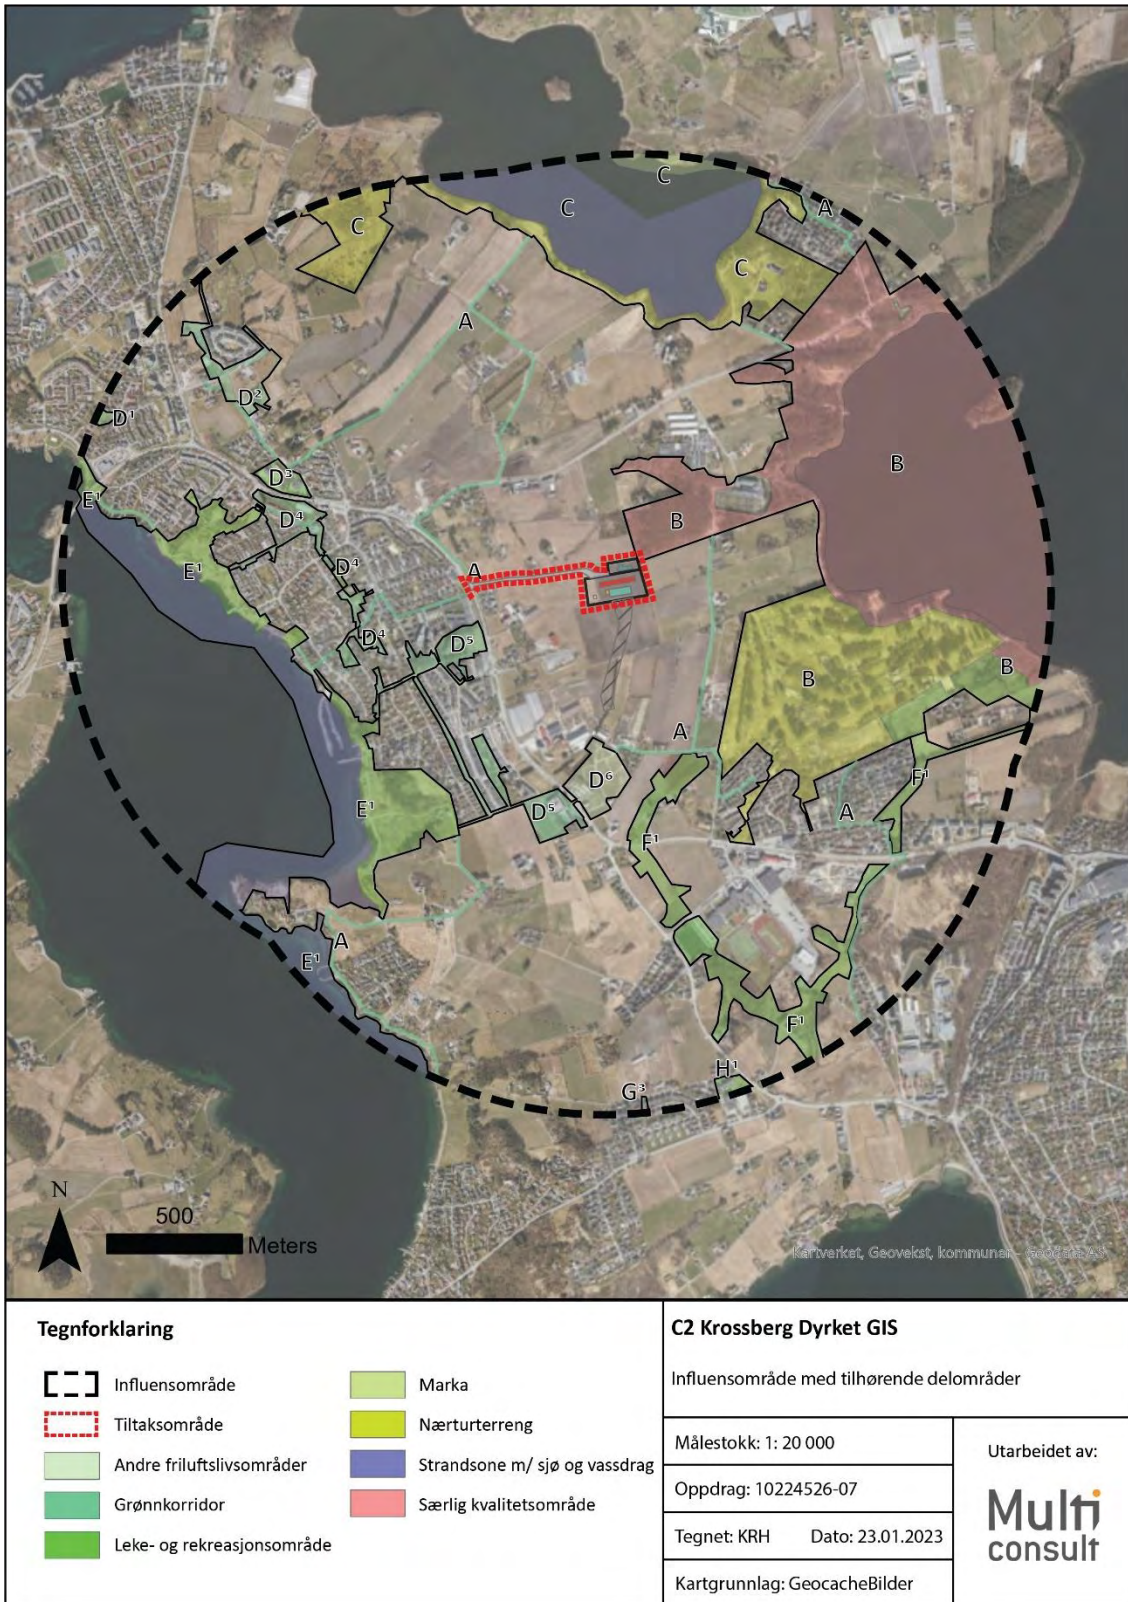 C
C
C
A
C
A
B
D²
D¹
D³
E¹
D⁴
B
E¹
D⁴
A
D⁴
D⁵
B
B
A
D⁶
F¹
E¹
D⁵
A
F¹
A
E¹
F¹
H¹
G³
N
500
Meters
Kartverket, Geovekst, kommuner - Geodata AS
Tegnforklaring
Influensområde
Tiltaksområde
Andre friluftslivsområder
Grønnkorridor
Leke- og rekreasjonsområde
Marka
Nærturterreng
Strandsone m/ sjø og vassdrag
Særlig kvalitetsområde
C2 Krossberg Dyrket GIS
Influensområde med tilhørende delområder
Målestokk: 1: 20 000
Oppdrag: 10224526-07
Tegnet: KRH Dato: 23.01.2023
Kartgrunnlag: GeocacheBilder
Utarbeidet av:
Multi
consult